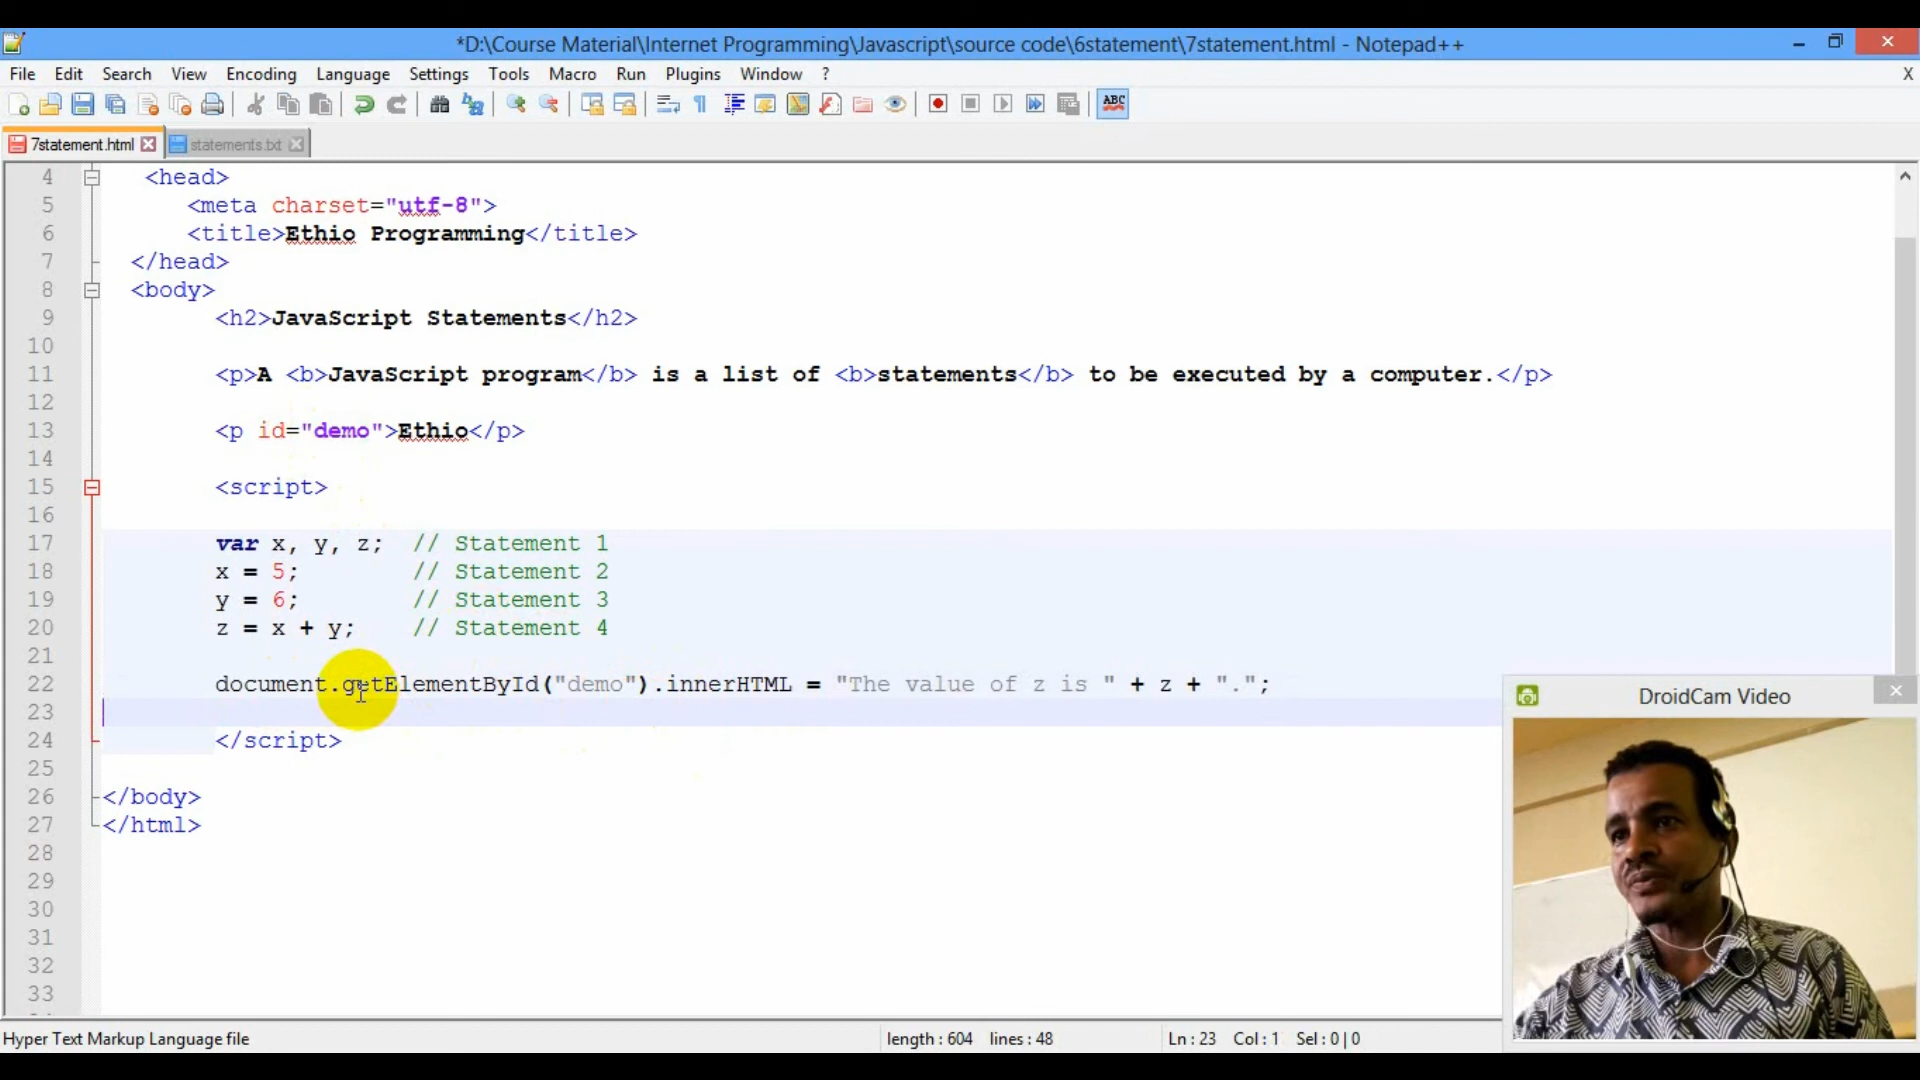 *D:\Course Material\Internet Programming\Javascript\source code\6statement\7statement.html - Notepad++
File Edit Search View Encoding Language Settings Tools Macro Run Plugins Window ? X
ABC
7statement.html statements.txt
4 <head>
5 <meta charset="utf-8">
6 <title>Ethio Programming</title>
7 </head>
8 <body>
9 <h2>JavaScript Statements</h2>
10
11 <p>A <b>JavaScript program</b> is a list of <b>statements</b> to be executed by a computer.</p>
12
13 <p id="demo">Ethio</p>
14
15 <script>
16
17 var x, y, z; // Statement 1
18 x = 5; // Statement 2
19 y = 6; // Statement 3
20 z = x + y; // Statement 4
21
22 document.getElementById("demo").innerHTML = "The value of z is " + z + ".";
23
24 </script>
25
26 </body>
27 </html>
28
29
30
31
32
33
DroidCam Video
Hyper Text Markup Language file length : 604 lines : 48 Ln : 23 Col : 1 Sel : 0 | 0